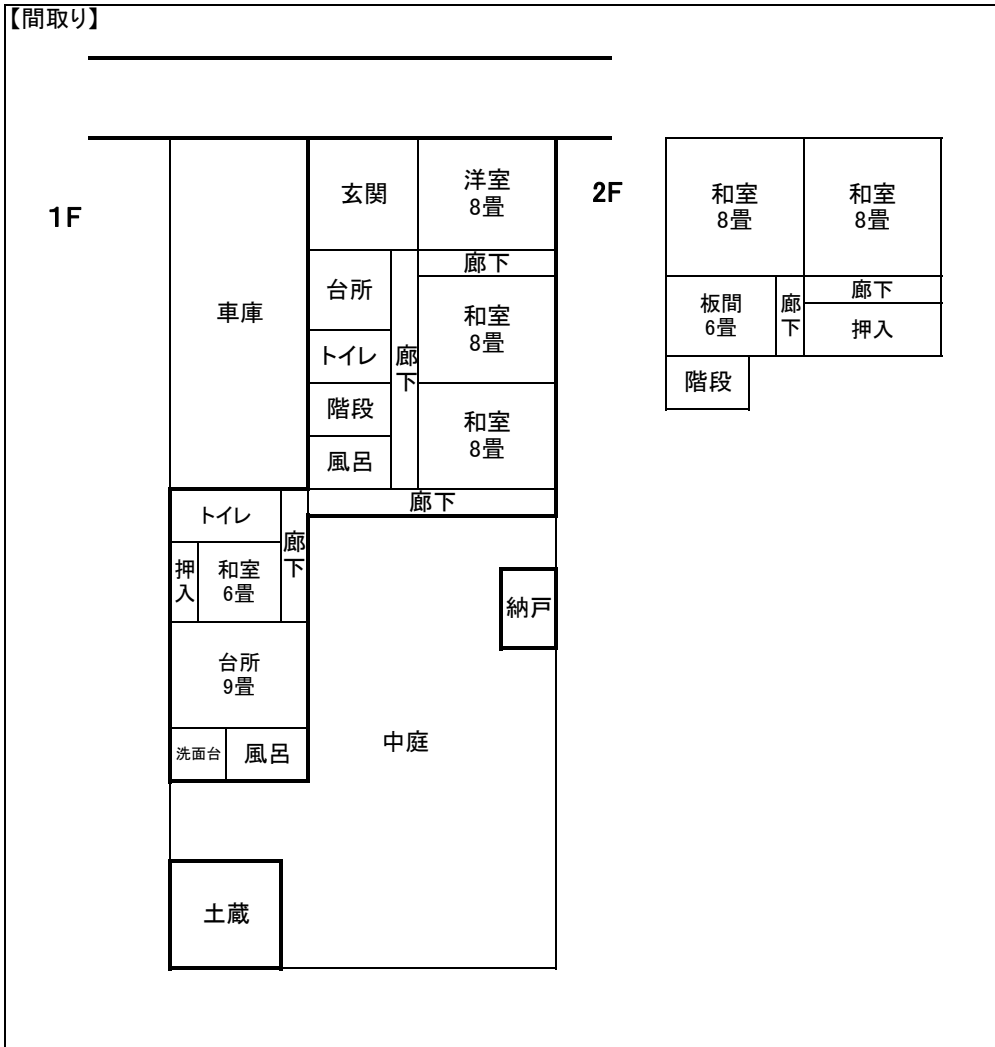 【間取り】
1F
車庫
玄関
洋室
8畳
廊下
台所
トイレ
階段
風呂
廊下
和室
8畳
和室
8畳
廊下
トイレ
廊下
押入
和室
6畳
台所
9畳
洗面台
風呂
中庭
納戸
土蔵
2F
和室
8畳
和室
8畳
板間
6畳
廊下
廊下
押入
階段